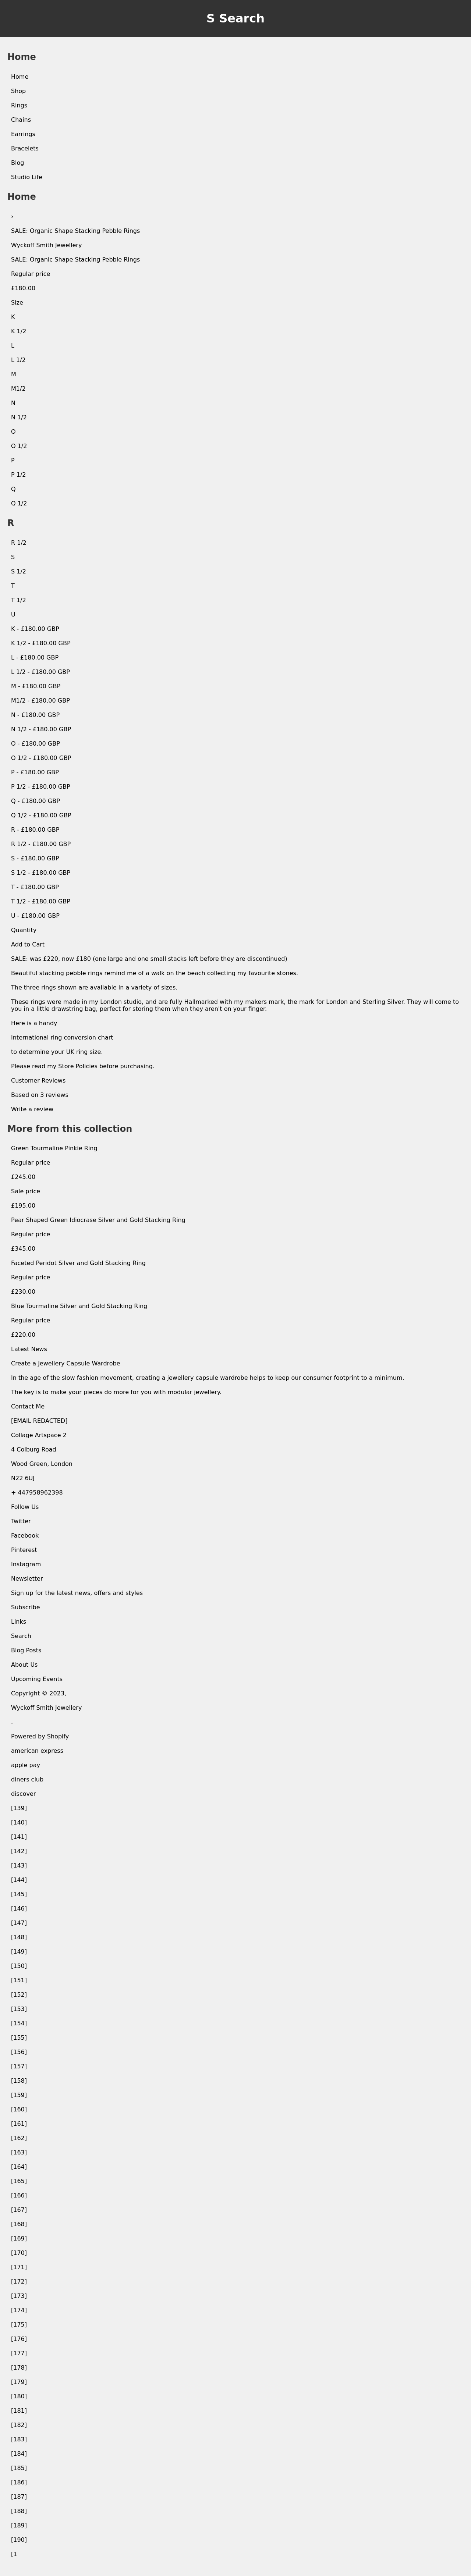 S Search
Home
Home
Shop
Rings
Chains
Earrings
Bracelets
Blog
Studio Life
Home
›
SALE: Organic Shape Stacking Pebble Rings
Wyckoff Smith Jewellery
SALE: Organic Shape Stacking Pebble Rings
Regular price
£180.00
Size
K
K 1/2
L
L 1/2
M
M1/2
N
N 1/2
O
O 1/2
P
P 1/2
Q
Q 1/2
R
R 1/2
S
S 1/2
T
T 1/2
U
K - £180.00 GBP
K 1/2 - £180.00 GBP
L - £180.00 GBP
L 1/2 - £180.00 GBP
M - £180.00 GBP
M1/2 - £180.00 GBP
N - £180.00 GBP
N 1/2 - £180.00 GBP
O - £180.00 GBP
O 1/2 - £180.00 GBP
P - £180.00 GBP
P 1/2 - £180.00 GBP
Q - £180.00 GBP
Q 1/2 - £180.00 GBP
R - £180.00 GBP
R 1/2 - £180.00 GBP
S - £180.00 GBP
S 1/2 - £180.00 GBP
T - £180.00 GBP
T 1/2 - £180.00 GBP
U - £180.00 GBP
Quantity
Add to Cart
SALE: was £220, now £180 (one large and one small stacks left before they are discontinued)
Beautiful stacking pebble rings remind me of a walk on the beach collecting my favourite stones.
The three rings shown are available in a variety of sizes.
These rings were made in my London studio, and are fully Hallmarked with my makers mark, the mark for London and Sterling Silver. They will come to
you in a little drawstring bag, perfect for storing them when they aren't on your finger.
Here is a handy
International ring conversion chart
to determine your UK ring size.
Please read my Store Policies before purchasing.
Customer Reviews
Based on 3 reviews
Write a review
More from this collection
Green Tourmaline Pinkie Ring
Regular price
£245.00
Sale price
£195.00
Pear Shaped Green Idiocrase Silver and Gold Stacking Ring
Regular price
£345.00
Faceted Peridot Silver and Gold Stacking Ring
Regular price
£230.00
Blue Tourmaline Silver and Gold Stacking Ring
Regular price
£220.00
Latest News
Create a Jewellery Capsule Wardrobe
In the age of the slow fashion movement, creating a jewellery capsule wardrobe helps to keep our consumer footprint to a minimum.
The key is to make your pieces do more for you with modular jewellery.
Contact Me
[EMAIL REDACTED]
Collage Artspace 2
4 Colburg Road
Wood Green, London
N22 6UJ
+ 447958962398
Follow Us
Twitter
Facebook
Pinterest
Instagram
Newsletter
Sign up for the latest news, offers and styles
Subscribe
Links
Search
Blog Posts
About Us
Upcoming Events
Copyright © 2023,
Wyckoff Smith Jewellery
.
Powered by Shopify
american express
apple pay
diners club
discover
[139]
[140]
[141]
[142]
[143]
[144]
[145]
[146]
[147]
[148]
[149]
[150]
[151]
[152]
[153]
[154]
[155]
[156]
[157]
[158]
[159]
[160]
[161]
[162]
[163]
[164]
[165]
[166]
[167]
[168]
[169]
[170]
[171]
[172]
[173]
[174]
[175]
[176]
[177]
[178]
[179]
[180]
[181]
[182]
[183]
[184]
[185]
[186]
[187]
[188]
[189]
[190]
[1